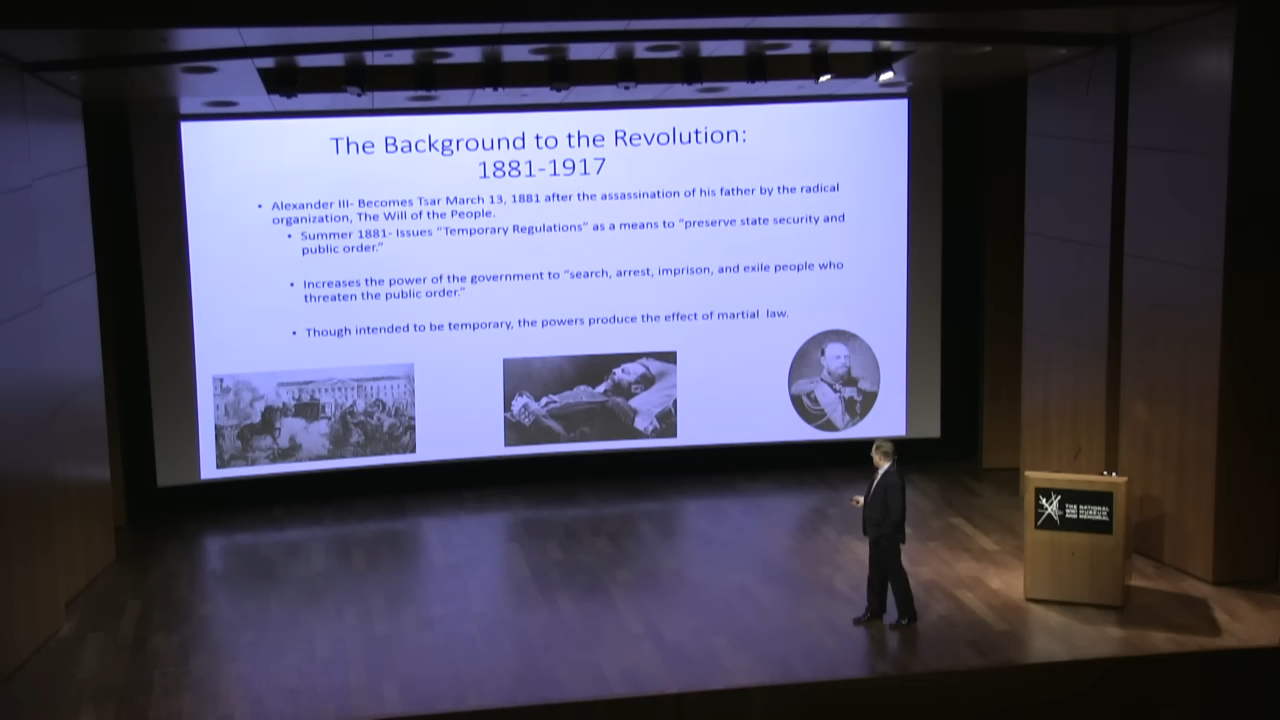 The Background to the Revolution:
1881-1917
• Alexander III- Becomes Tsar March 13, 1881 after the assassination of his father by the radical
organization, The Will of the People.
• Summer 1881- Issues "Temporary Regulations" as a means to "preserve state security and
public order."
• Increases the power of the government to "search, arrest, imprison, and exile people who
threaten the public order."
• Though intended to be temporary, the powers produce the effect of martial law.
THE NATIONAL
WWI MUSEUM
AND MEMORIAL